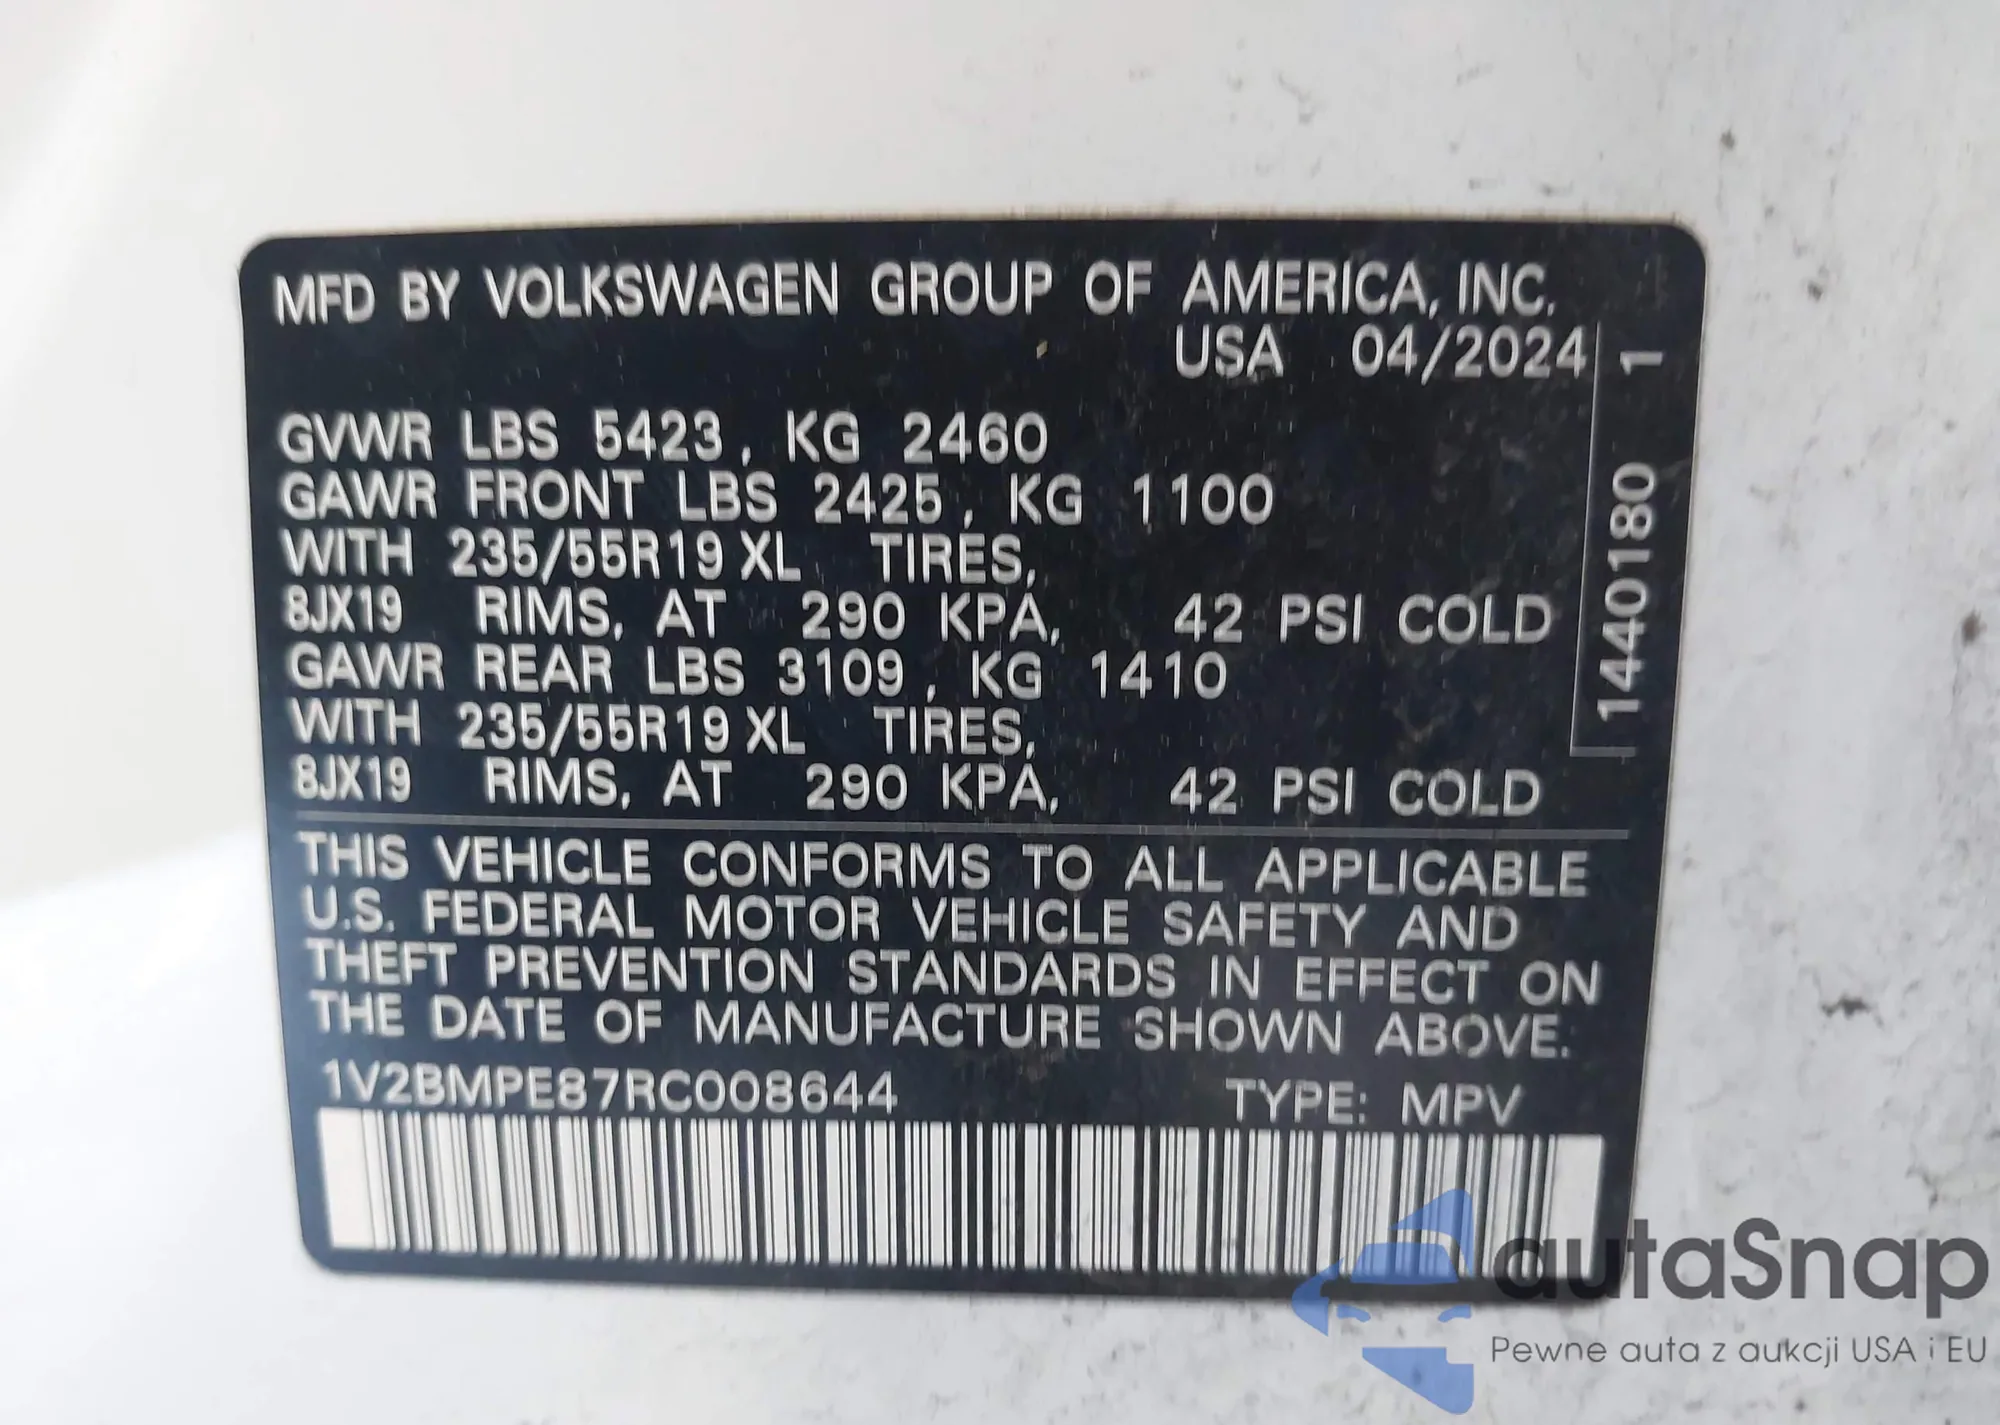 MFD BY VOLKSWAGEN GROUP OF AMERICA, INC.
USA 04/2024
GVWR LBS 5423, KG 2460
GAWR FRONT LBS 2425, KG 1100
WITH 235/55R19 XL TIRES,
8JX19 RIMS, AT 290 KPA, 42 PSI COLD
GAWR REAR LBS 3109, KG 1410
WITH 235/55R19 XL TIRES,
8JX19 RIMS, AT 290 KPA, 42 PSI COLD
1440180 1
THIS VEHICLE CONFORMS TO ALL APPLICABLE
U.S. FEDERAL MOTOR VEHICLE SAFETY AND
THEFT PREVENTION STANDARDS IN EFFECT ON
THE DATE OF MANUFACTURE SHOWN ABOVE.
1V2BMPE87RC008644 TYPE: MPV
autaSnap
Pewne auta z aukcji USA i EU